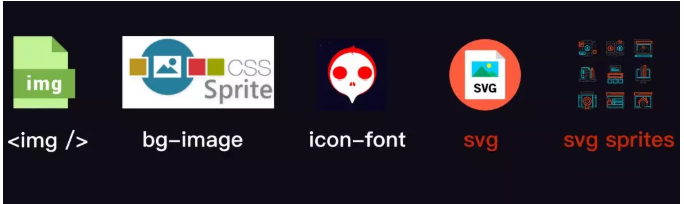 img
CSS
Sprite
SVG
<img />
bg-image
icon-font
svg
svg sprites